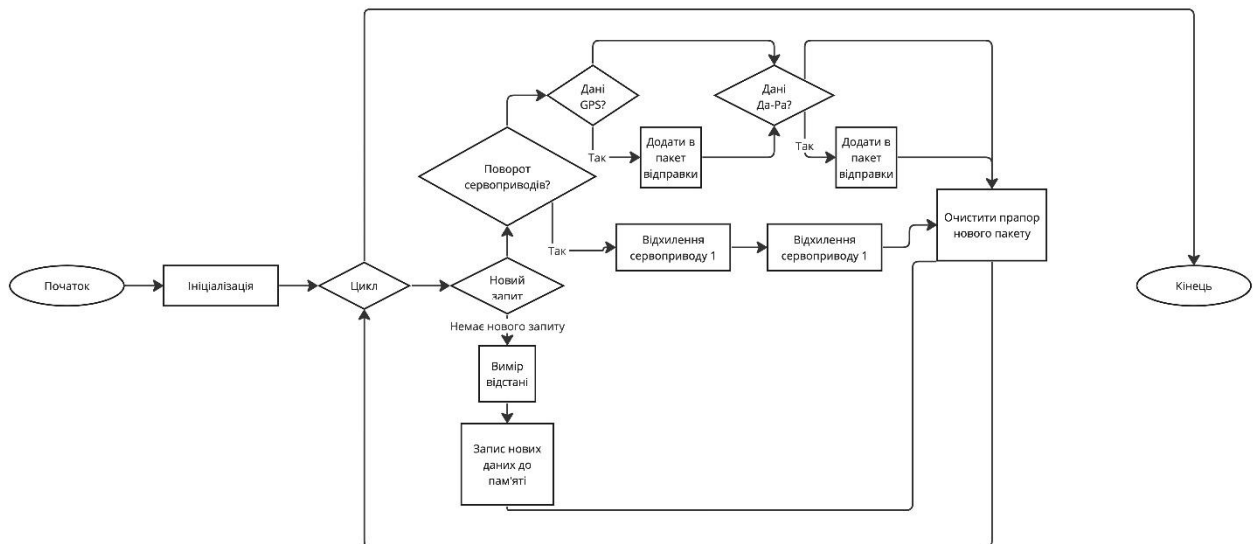 Дані
GPS?
Дані
Да-Ра?
Так
Додати в
пакет
відправки
Так
Додати в
пакет
відправки
Поворот
сервоприводів?
Очистити прапор
нового пакету
Так
Відхилення
сервоприводу 1
Відхилення
сервоприводу 1
Початок
Ініціалізація
Цикл
Новий
запит
Кінець
Немає нового запиту
Вимір
відстані
Запис нових
даних до
пам'яті